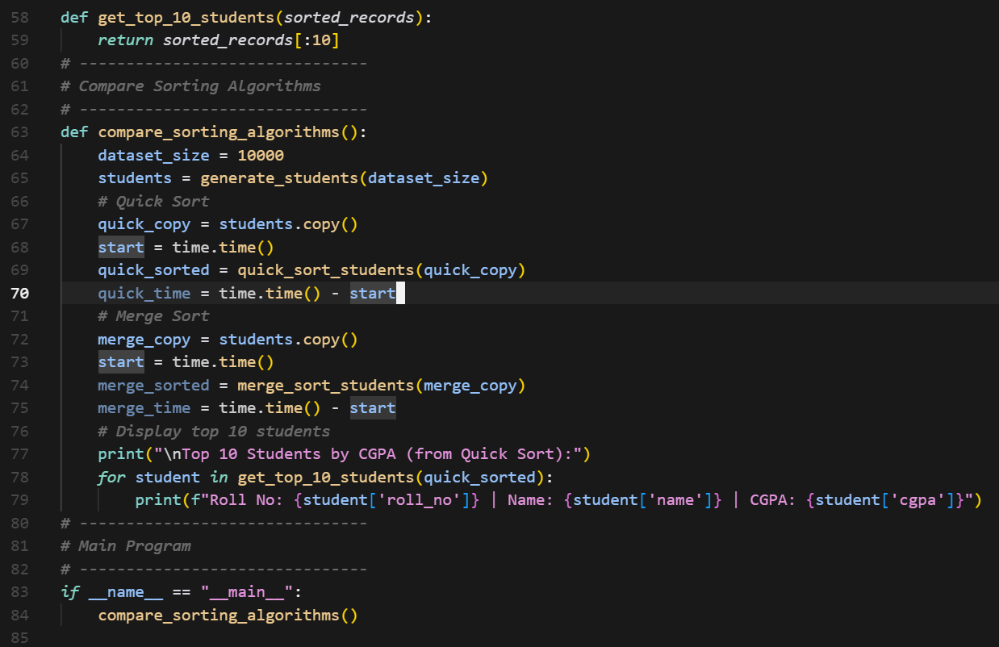 58 def get_top_10_students(sorted_records):
59     return sorted_records[:10]
60 # -------------------------------
61 # Compare Sorting Algorithms
62 # -------------------------------
63 def compare_sorting_algorithms():
64     dataset_size = 10000
65     students = generate_students(dataset_size)
66     # Quick Sort
67     quick_copy = students.copy()
68     start = time.time()
69     quick_sorted = quick_sort_students(quick_copy)
70     quick_time = time.time() - start
71     # Merge Sort
72     merge_copy = students.copy()
73     start = time.time()
74     merge_sorted = merge_sort_students(merge_copy)
75     merge_time = time.time() - start
76     # Display top 10 students
77     print("\nTop 10 Students by CGPA (from Quick Sort):")
78     for student in get_top_10_students(quick_sorted):
79         print(f"Roll No: {student['roll_no']} | Name: {student['name']} | CGPA: {student['cgpa']}")
80 # -------------------------------
81 # Main Program
82 # -------------------------------
83 if __name__ == "__main__":
84     compare_sorting_algorithms()
85